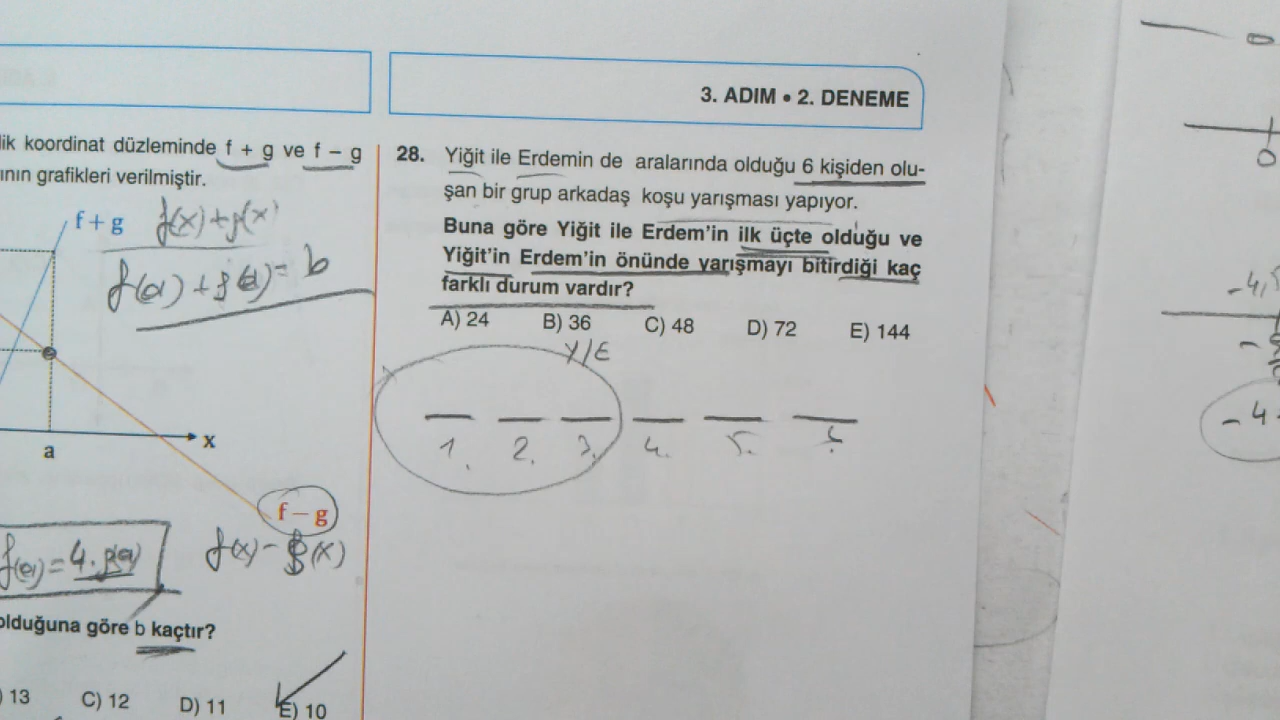 3. ADIM • 2. DENEME
lik koordinat düzleminde f + g ve f – g
ının grafikleri verilmiştir.
f + g
f(x)+g(x)
f(a)+g(a)=b
a
x
f – g
f(a)=4.g(a)
f(x)-g(x)
olduğuna göre b kaçtır?
) 13 C) 12 D) 11 E) 10
28. Yiğit ile Erdemin de aralarında olduğu 6 kişiden olu-
şan bir grup arkadaş koşu yarışması yapıyor.
Buna göre Yiğit ile Erdem'in ilk üçte olduğu ve
Yiğit'in Erdem'in önünde yarışmayı bitirdiği kaç
farklı durum vardır?
A) 24 B) 36 C) 48 D) 72 E) 144
Y/E
1. 2. 3. 4. 5. 6.
0
-4